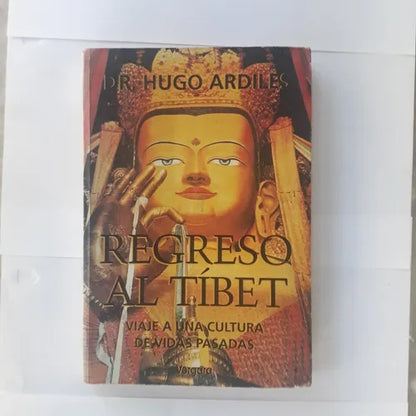 DR. HUGO ARDILES
REGRESO
AL TÍBET
VIAJE A UNA CULTURA
DE VIDAS PASADAS
Vergara